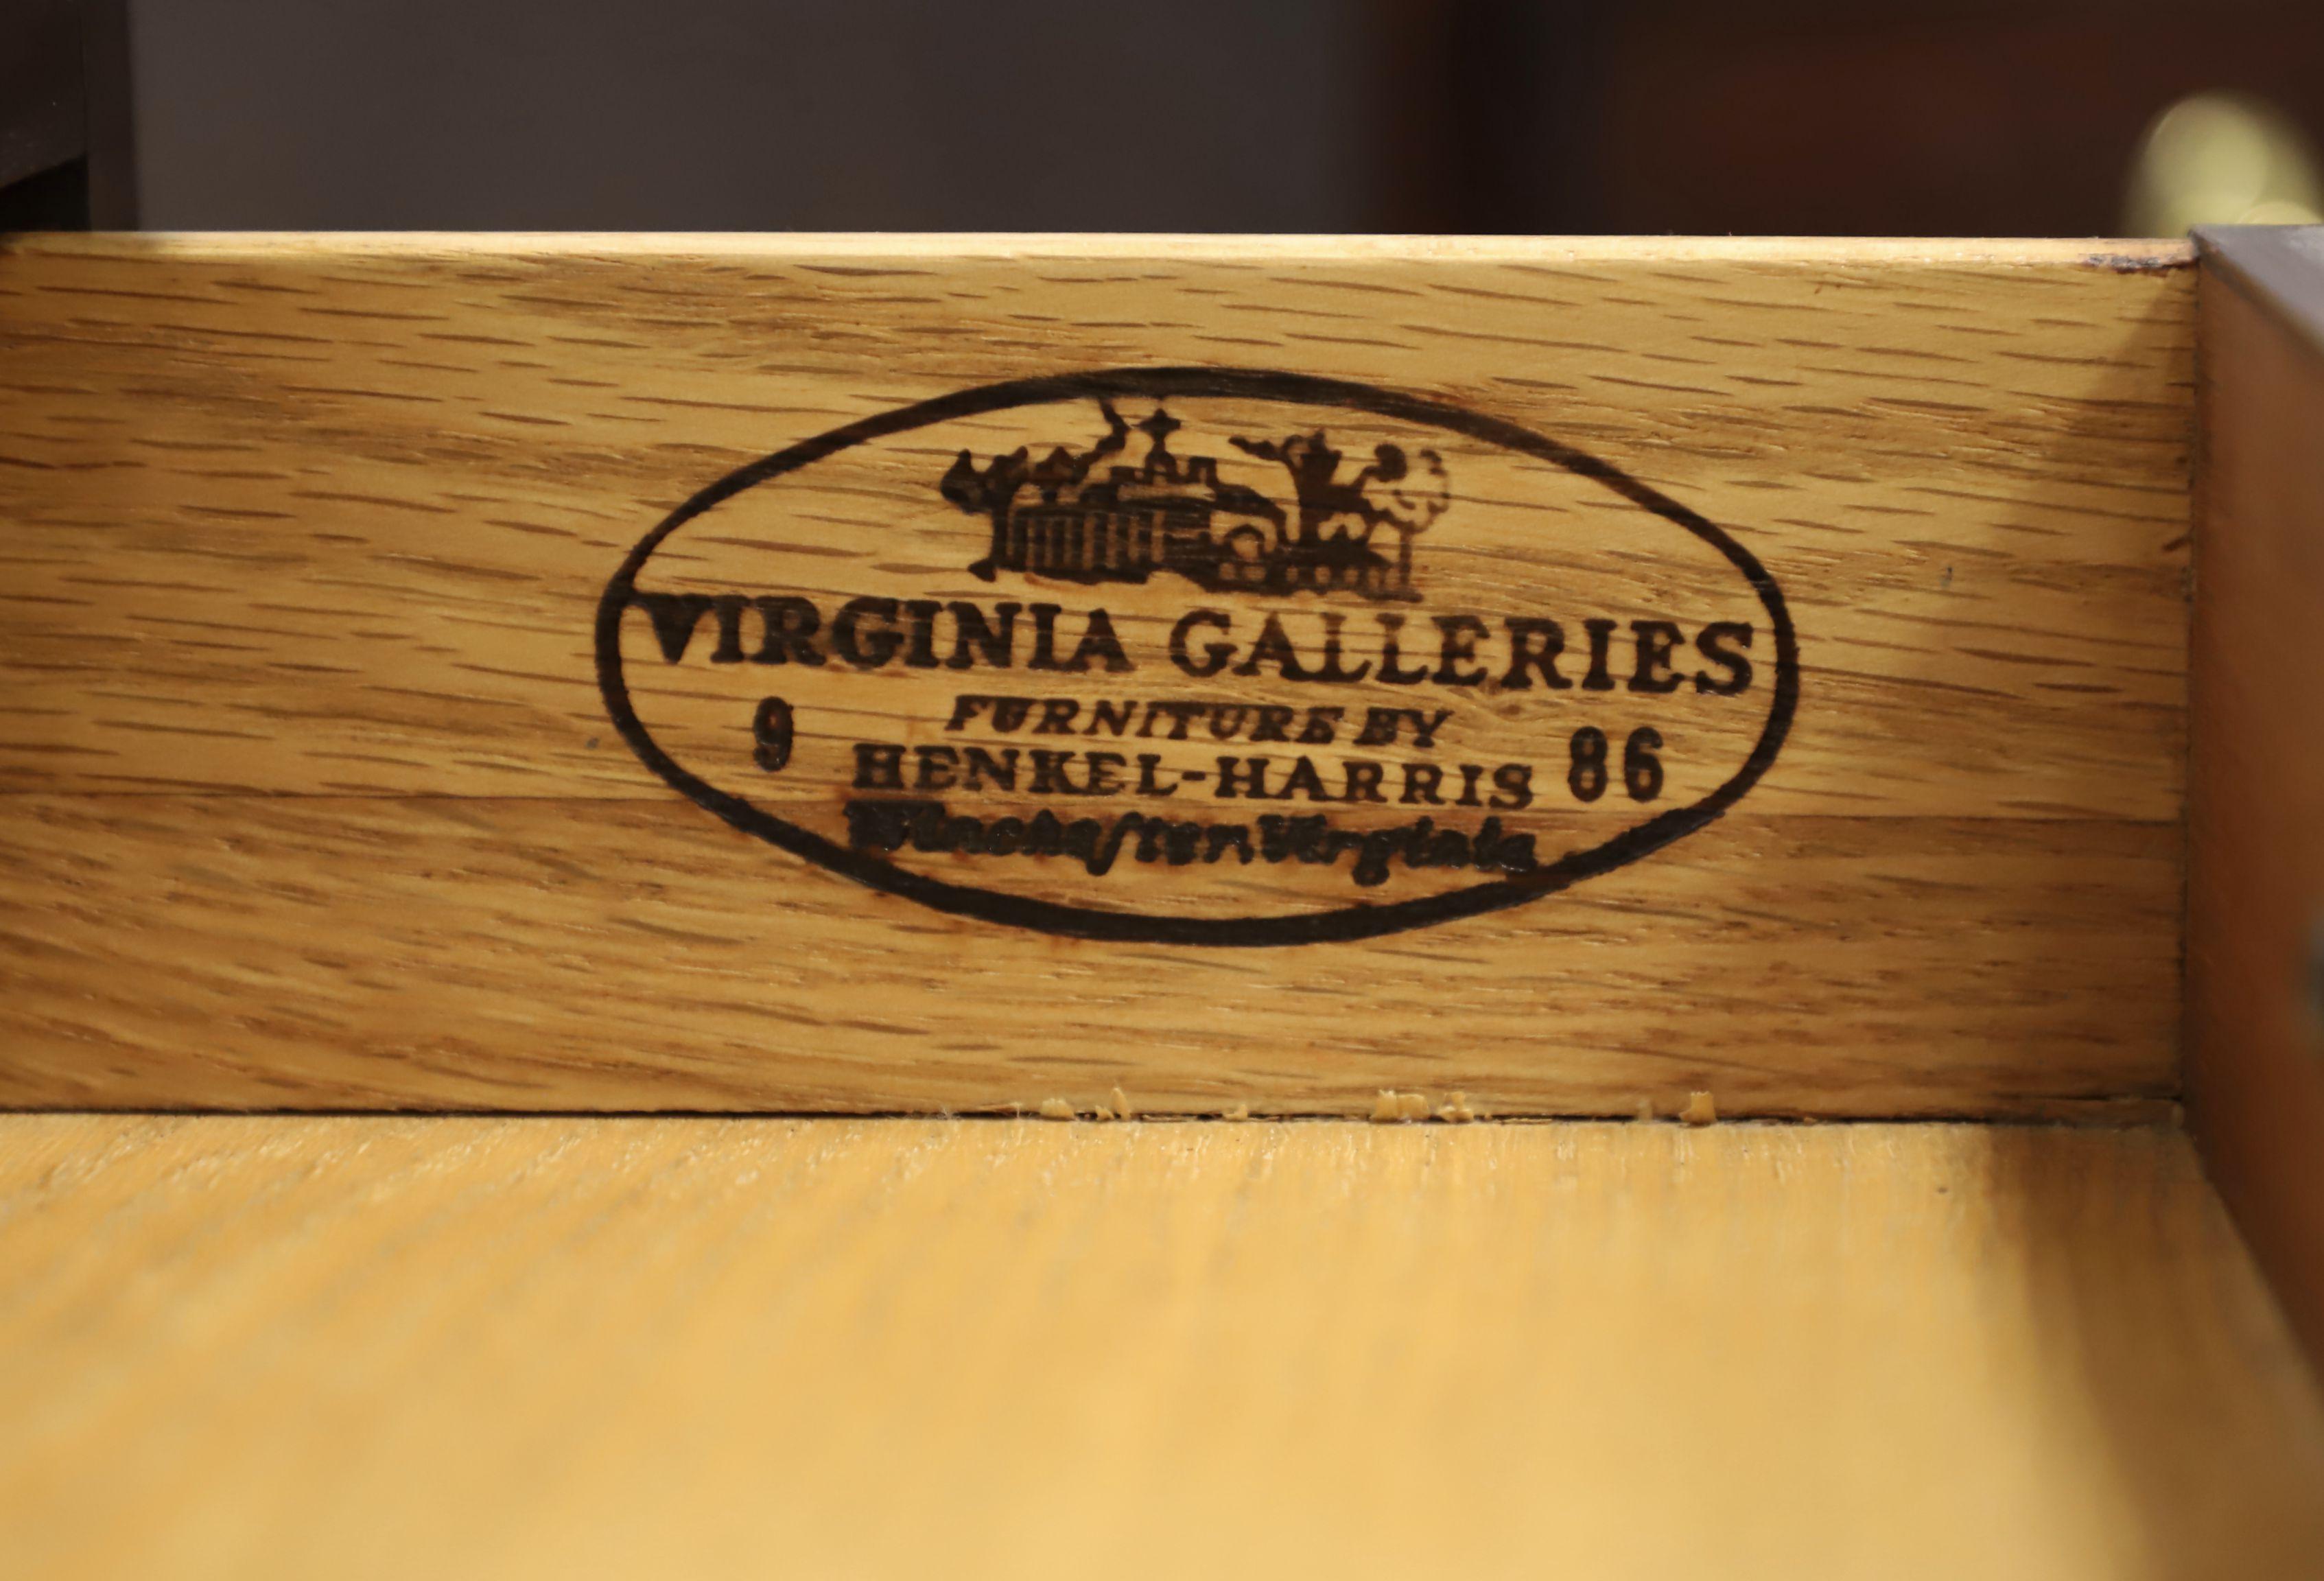 VIRGINIA GALLERIES
FURNITURE BY
9 HENKEL-HARRIS 86
Winchester, Virginia